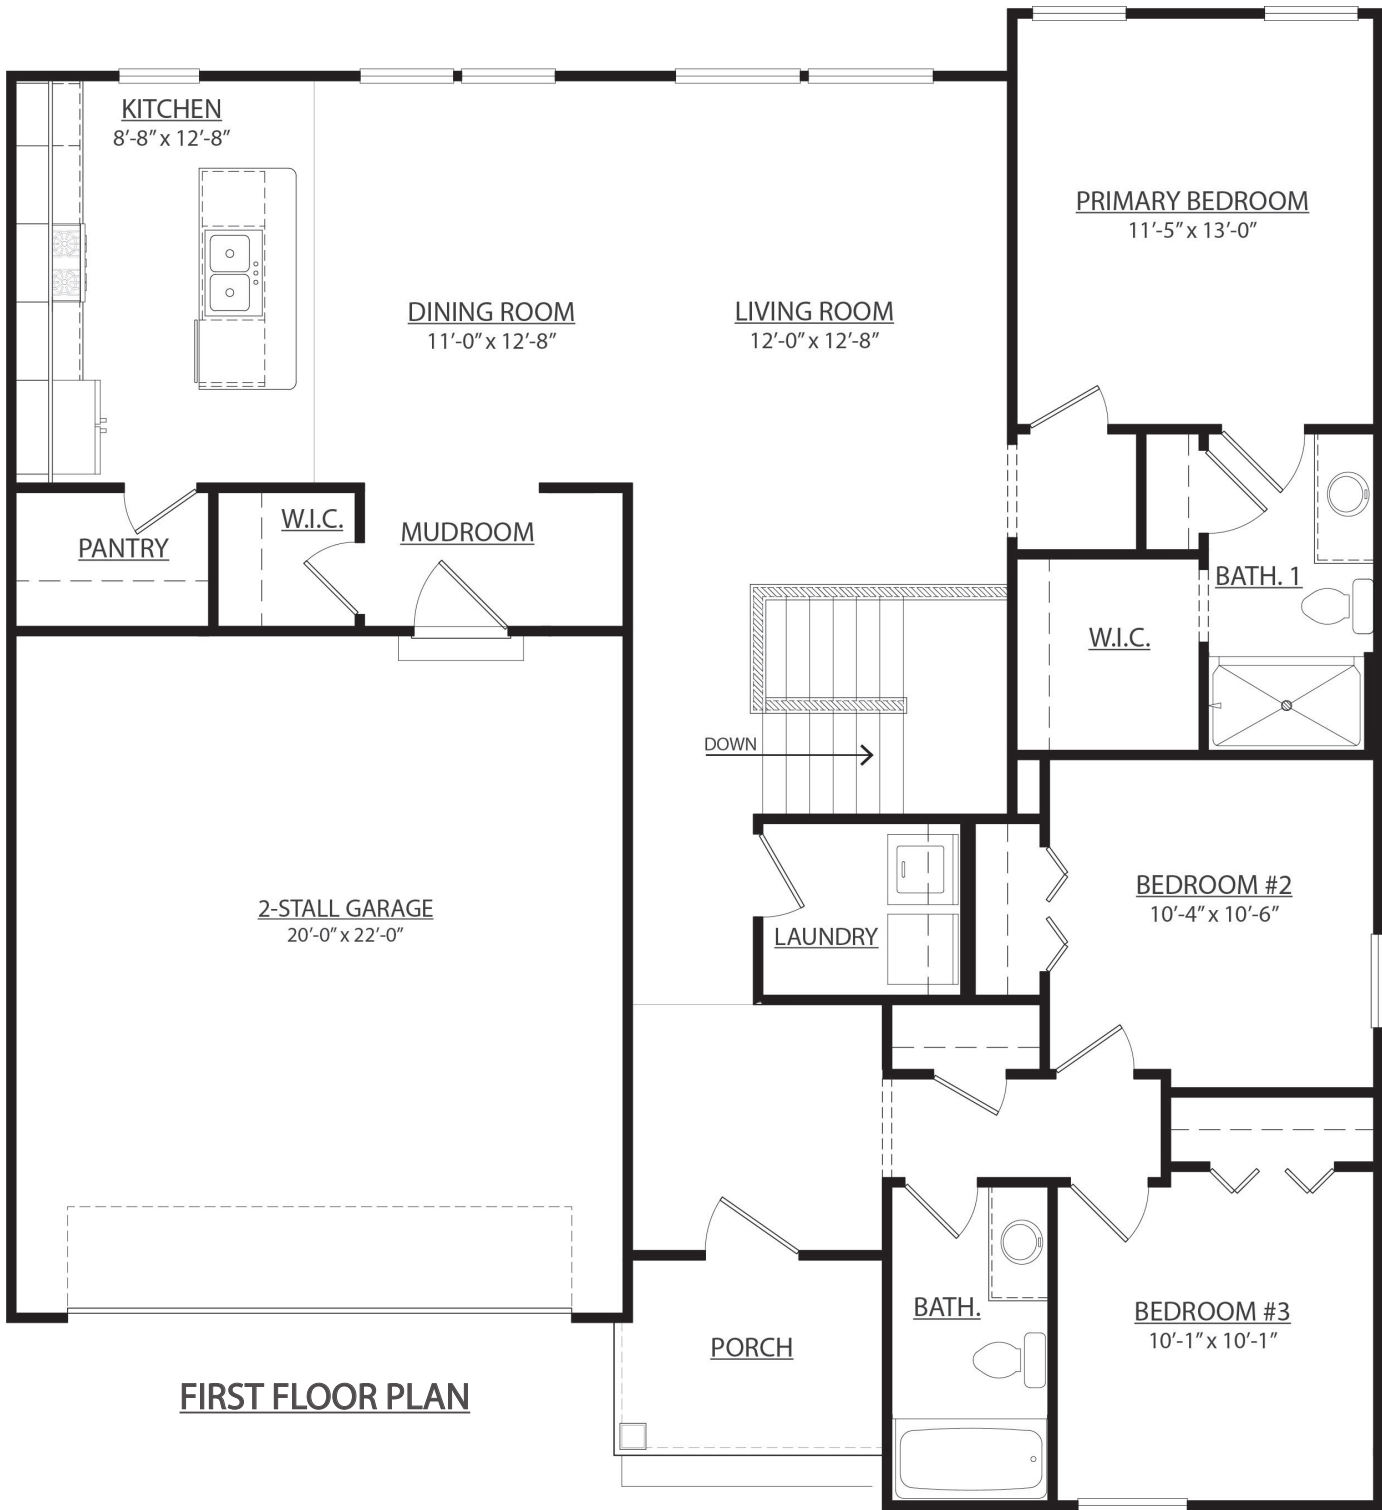 KITCHEN
8'-8" x 12'-8"
PRIMARY BEDROOM
11'-5" x 13'-0"
DINING ROOM
11'-0" x 12'-8"
LIVING ROOM
12'-0" x 12'-8"
W.I.C.
MUDROOM
PANTRY
BATH. 1
W.I.C.
DOWN
BEDROOM #2
10'-4" x 10'-6"
2-STALL GARAGE
20'-0" x 22'-0"
LAUNDRY
BATH.
BEDROOM #3
10'-1" x 10'-1"
PORCH
FIRST FLOOR PLAN